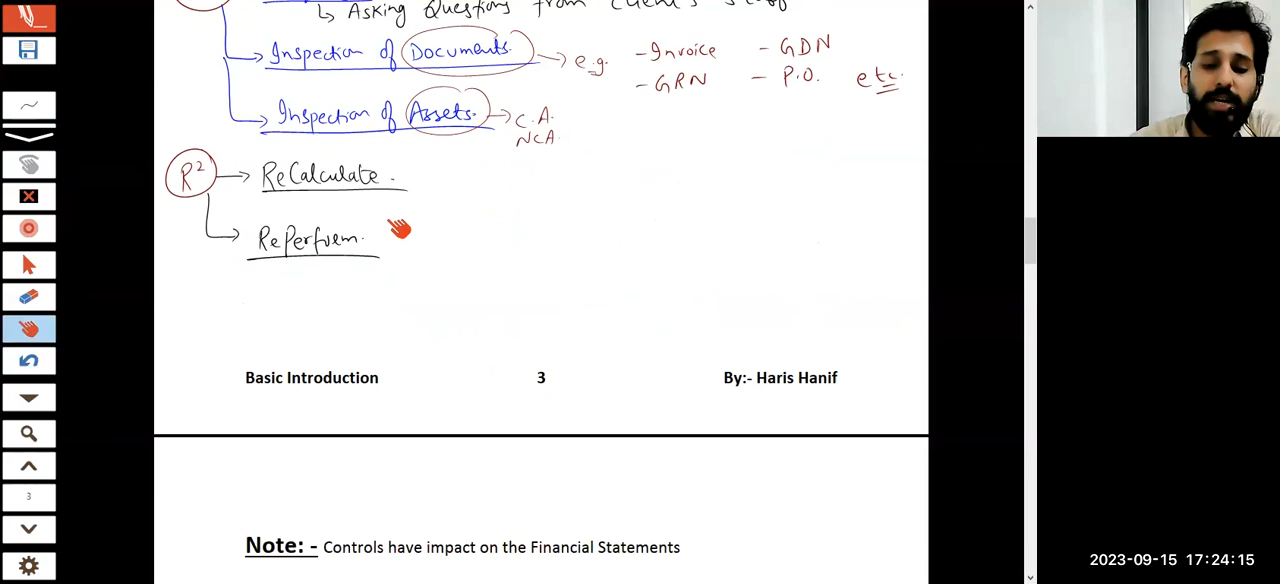 ↳ Asking Questions from Client's Staff
Inspection of Documents. → e.g. - Invoice - GDN
- GRN - P.O. etc.
Inspection of Assets. → C.A.
NCA.
R² → ReCalculate.
RePerform.
Basic Introduction 3 By:- Haris Hanif
3
Note: - Controls have impact on the Financial Statements
2023-09-15 17:24:15